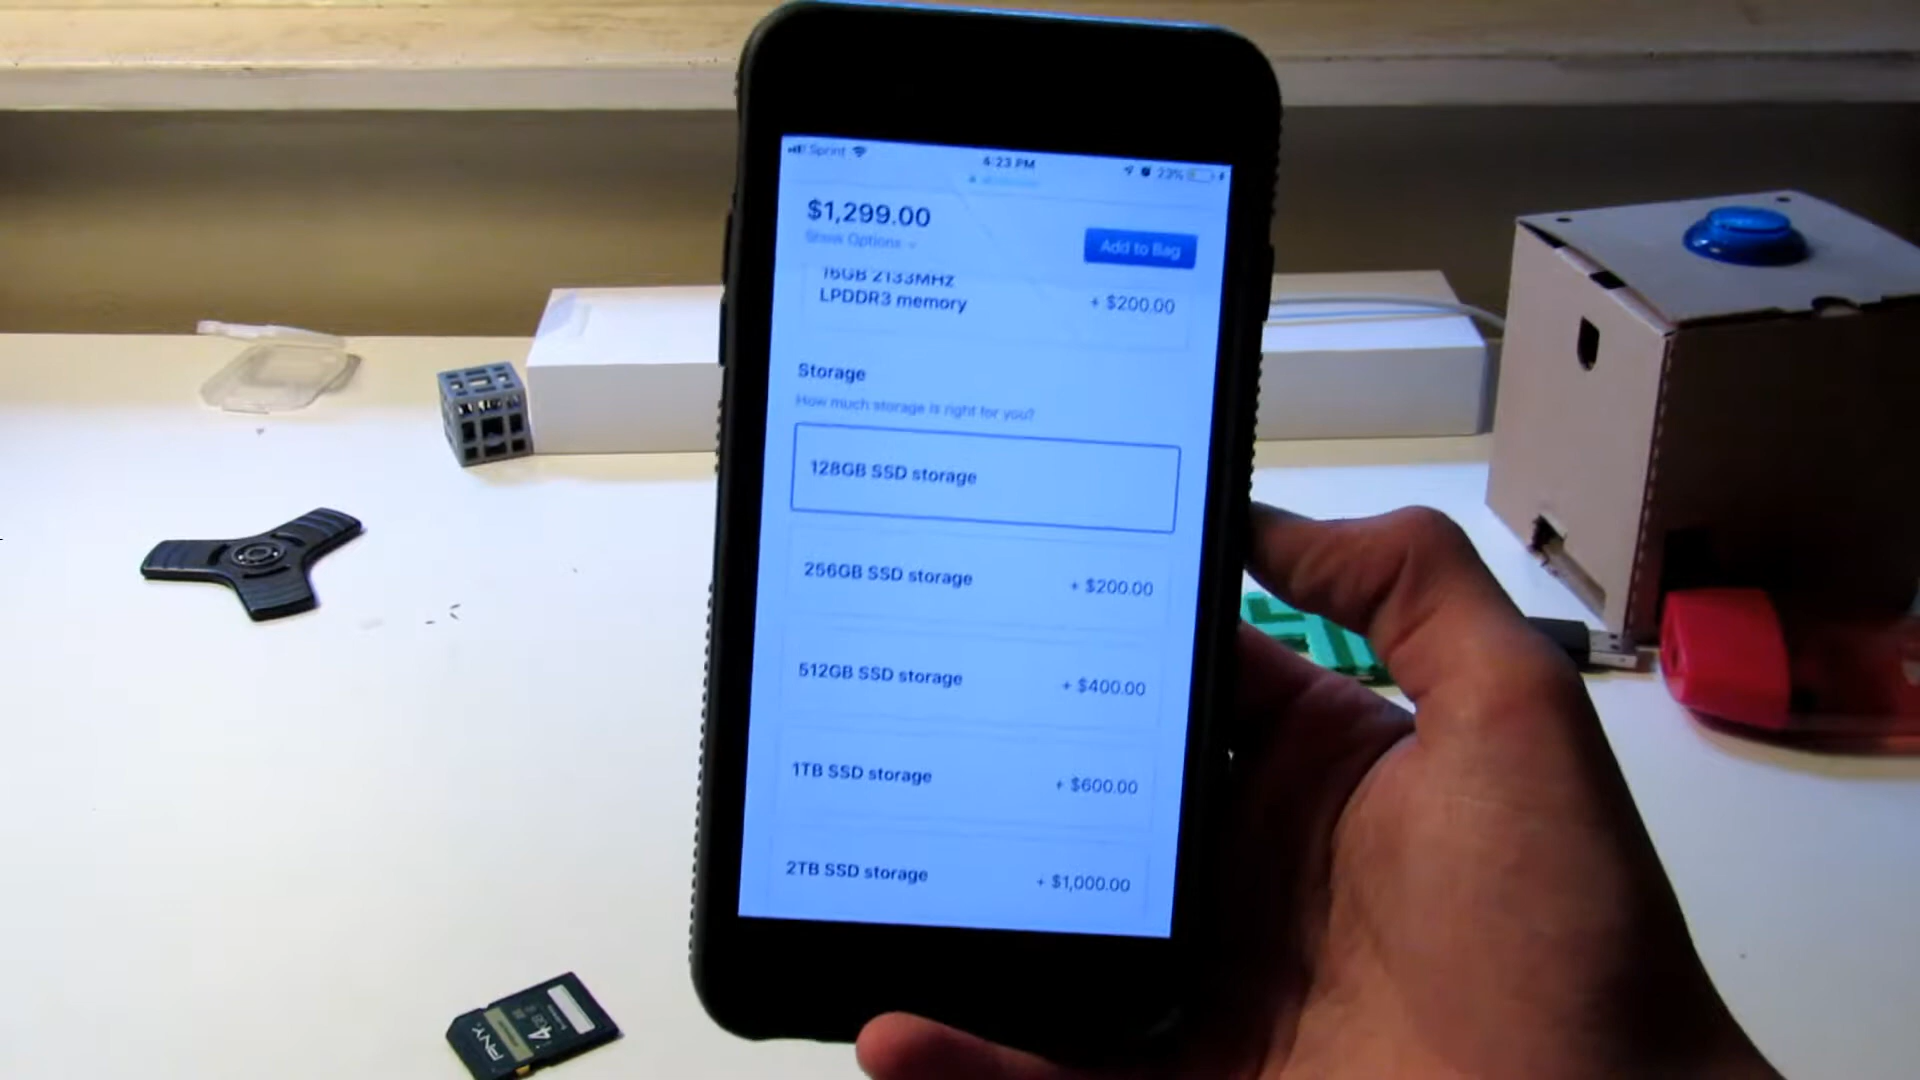 Sprint
4:23 PM
23%
$1,299.00
Show Options
Add to Bag
16GB 2133MHz
LPDDR3 memory
+ $200.00
Storage
How much storage is right for you?
128GB SSD storage
256GB SSD storage
+ $200.00
512GB SSD storage
+ $400.00
1TB SSD storage
+ $600.00
2TB SSD storage
+ $1,000.00
PNY
4GB